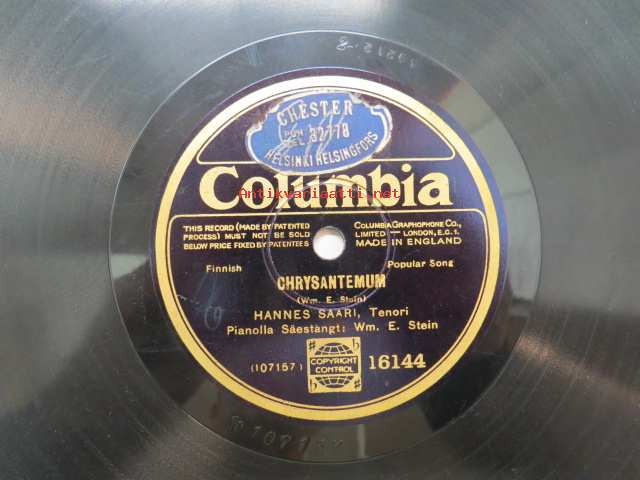 CHESTER
PUH. 32778
TEL.
HELSINKI HELSINGFORS
Columbia
Antikvariaatti.net
THIS RECORD (MADE BY PATENTED
PROCESS) MUST NOT BE SOLD
BELOW PRICE FIXED BY PATENTEES
COLUMBIA GRAPHOPHONE CO.,
LIMITED — LONDON, E.C.1.
MADE IN ENGLAND
Finnish
Popular Song
CHRYSANTEMUM
(Wm. E. Stein)
HANNES SAARI, Tenori
Pianolla Säestänyt: Wm. E. Stein
(107157)
COPYRIGHT
CONTROL
16144